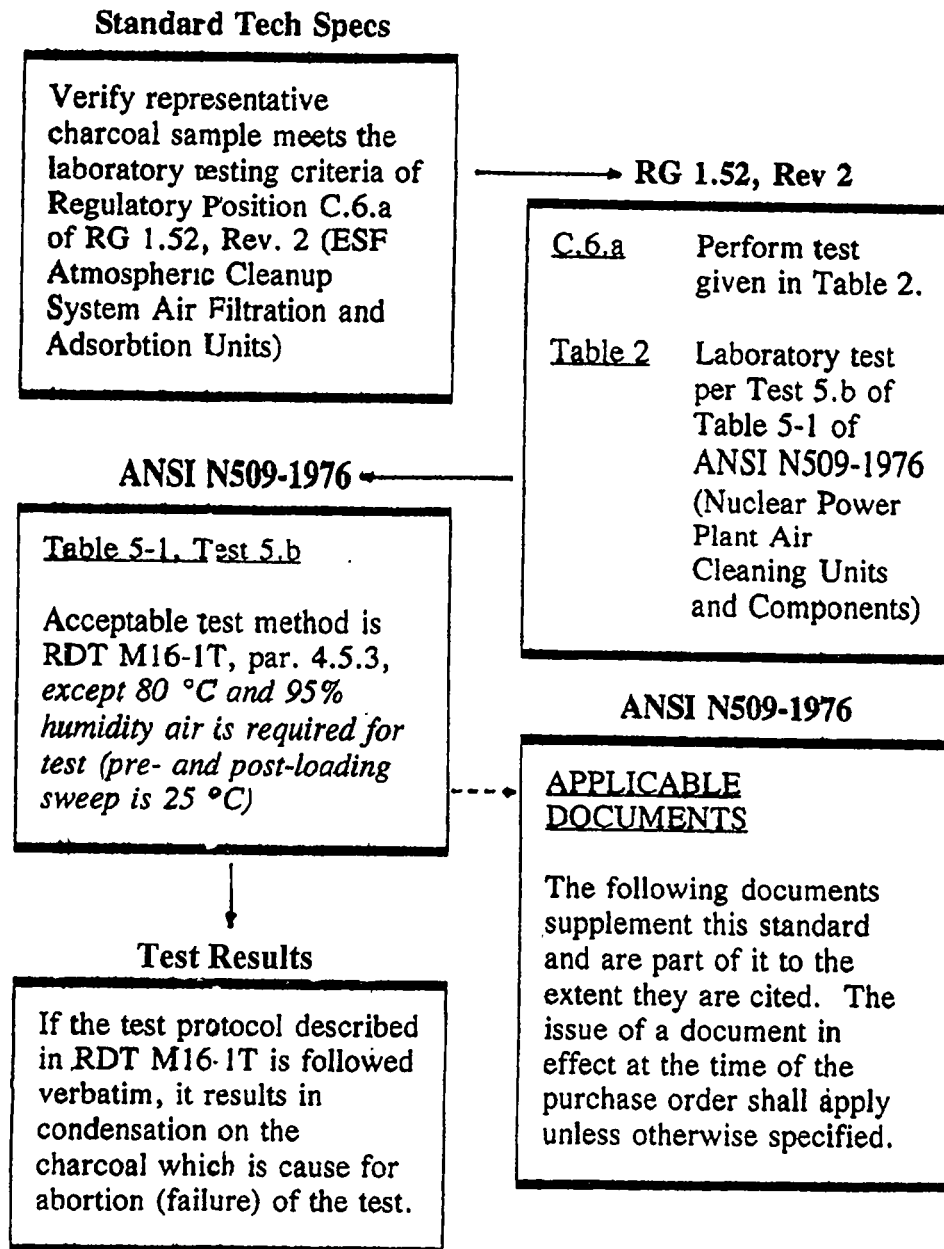 Standard Tech Specs
Verify representative
charcoal sample meets the
laboratory testing criteria of
Regulatory Position C.6.a
of RG 1.52, Rev. 2 (ESF
Atmospheric Cleanup
System Air Filtration and
Adsorbtion Units)
RG 1.52, Rev 2
C.6.a Perform test
given in Table 2.
Table 2 Laboratory test
per Test 5.b of
Table 5-1 of
ANSI N509-1976
(Nuclear Power
Plant Air
Cleaning Units
and Components)
ANSI N509-1976
Table 5-1, Test 5.b
Acceptable test method is
RDT M16-1T, par. 4.5.3,
except 80 °C and 95%
humidity air is required for
test (pre- and post-loading
sweep is 25 °C)
ANSI N509-1976
APPLICABLE
DOCUMENTS
The following documents
supplement this standard
and are part of it to the
extent they are cited. The
issue of a document in
effect at the time of the
purchase order shall apply
unless otherwise specified.
Test Results
If the test protocol described
in RDT M16-1T is followed
verbatim, it results in
condensation on the
charcoal which is cause for
abortion (failure) of the test.